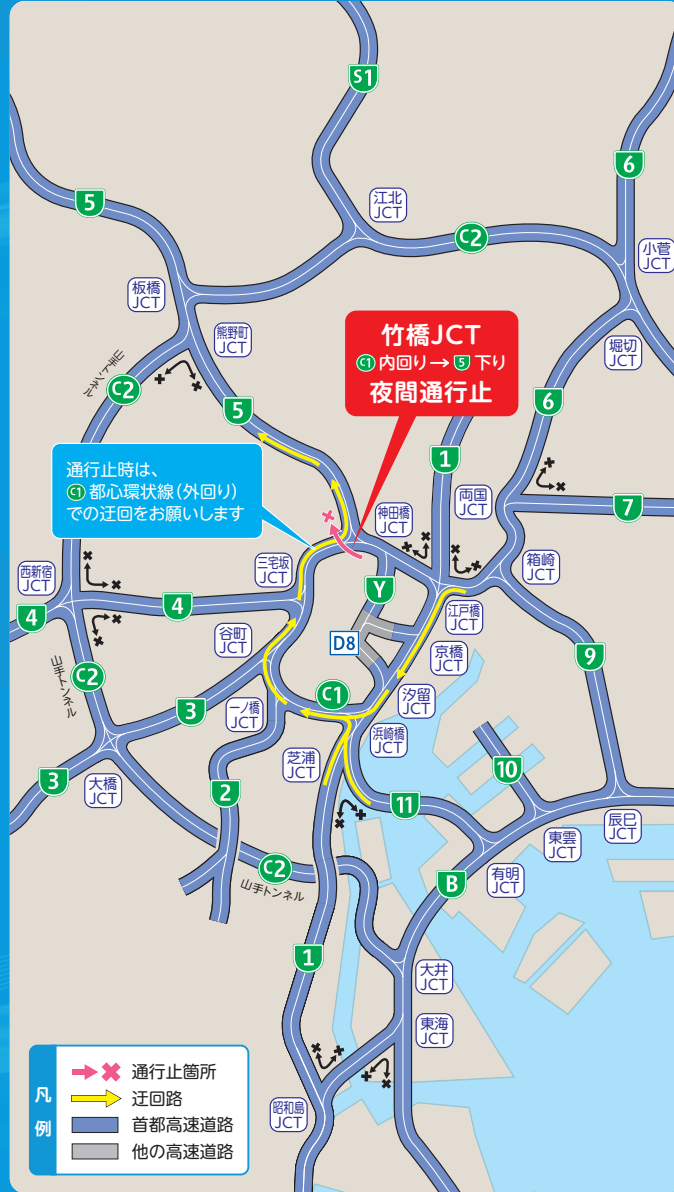 S1
6
5
江北
JCT
C2
小菅
JCT
板橋
JCT
熊野町
JCT
竹橋JCT
C1内回り→5下り
夜間通行止
堀切
JCT
山手トンネル
C2
5
6
1
通行止時は、
C1都心環状線(外回り)
での迂回をお願いします
神田橋
JCT
両国
JCT
7
西新宿
JCT
三宅坂
JCT
箱崎
JCT
4
4
Y
江戸橋
JCT
谷町
JCT
D8
京橋
JCT
9
山手トンネル
C2
C1
汐留
JCT
3
一ノ橋
JCT
浜崎橋
JCT
芝浦
JCT
3
大橋
JCT
2
11
10
辰巳
JCT
東雲
JCT
C2
山手トンネル
有明
JCT
B
1
大井
JCT
東海
JCT
昭和島
JCT
凡例
通行止箇所
迂回路
首都高速道路
他の高速道路